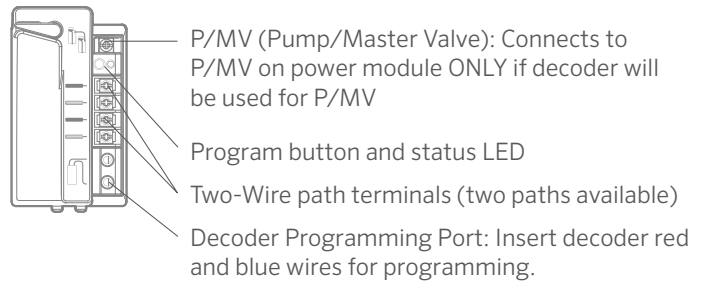 P/MV (Pump/Master Valve): Connects to
P/MV on power module ONLY if decoder will
be used for P/MV
Program button and status LED
Two-Wire path terminals (two paths available)
Decoder Programming Port: Insert decoder red
and blue wires for programming.